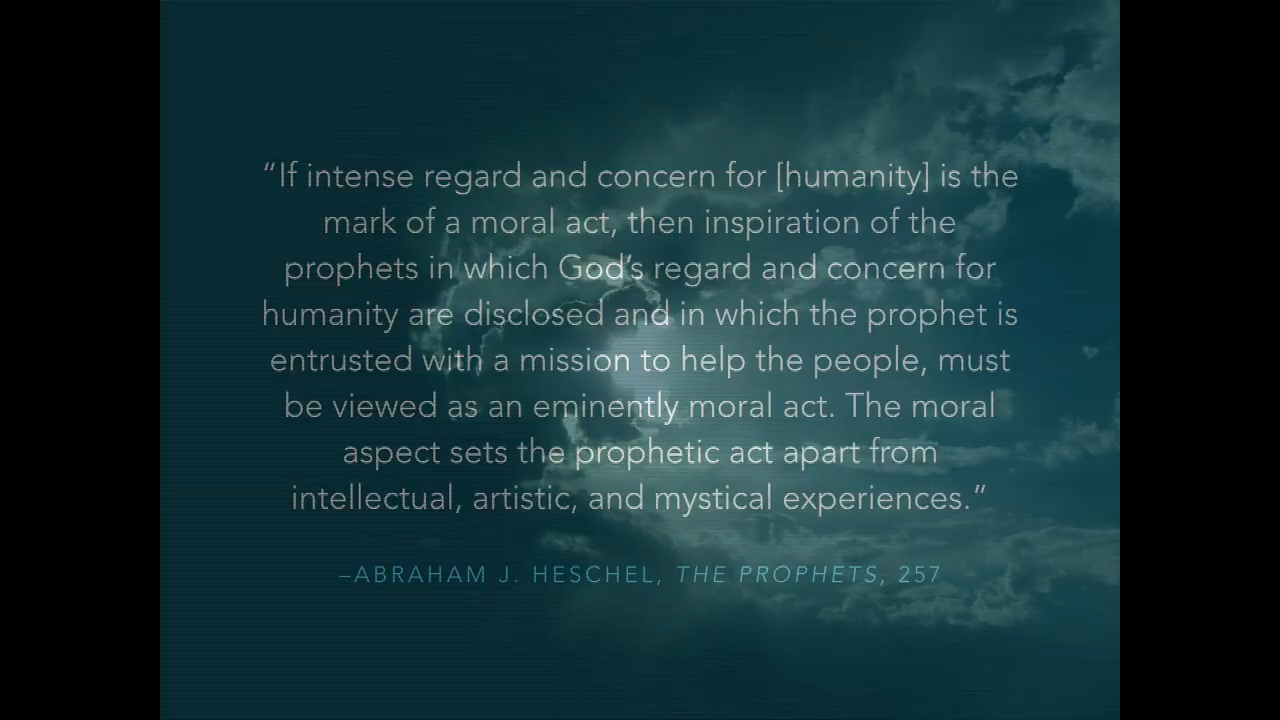 “If intense regard and concern for [humanity] is the
mark of a moral act, then inspiration of the
prophets in which God’s regard and concern for
humanity are disclosed and in which the prophet is
entrusted with a mission to help the people, must
be viewed as an eminently moral act. The moral
aspect sets the prophetic act apart from
intellectual, artistic, and mystical experiences.”
–ABRAHAM J. HESCHEL, THE PROPHETS, 257